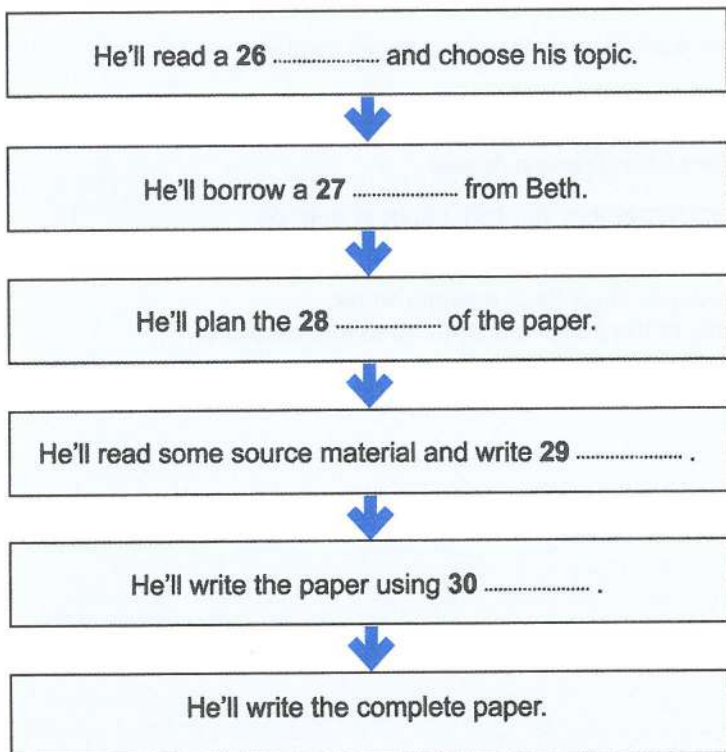 He'll read a 26 ..................... and choose his topic.
He'll borrow a 27 ..................... from Beth.
He'll plan the 28 ..................... of the paper.
He'll read some source material and write 29 ..................... .
He'll write the paper using 30 ..................... .
He'll write the complete paper.